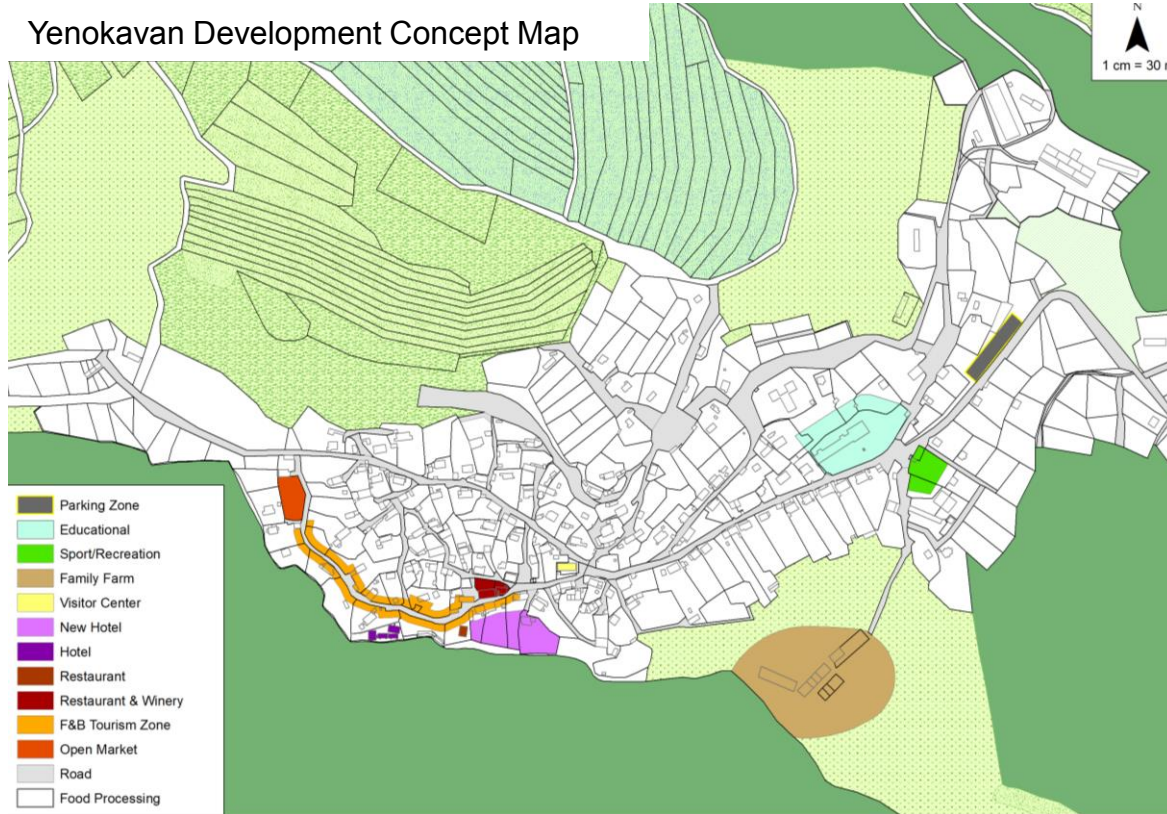 Yenokavan Development Concept Map
N
1 cm = 30 m
Parking Zone
Educational
Sport/Recreation
Family Farm
Visitor Center
New Hotel
Hotel
Restaurant
Restaurant & Winery
F&B Tourism Zone
Open Market
Road
Food Processing